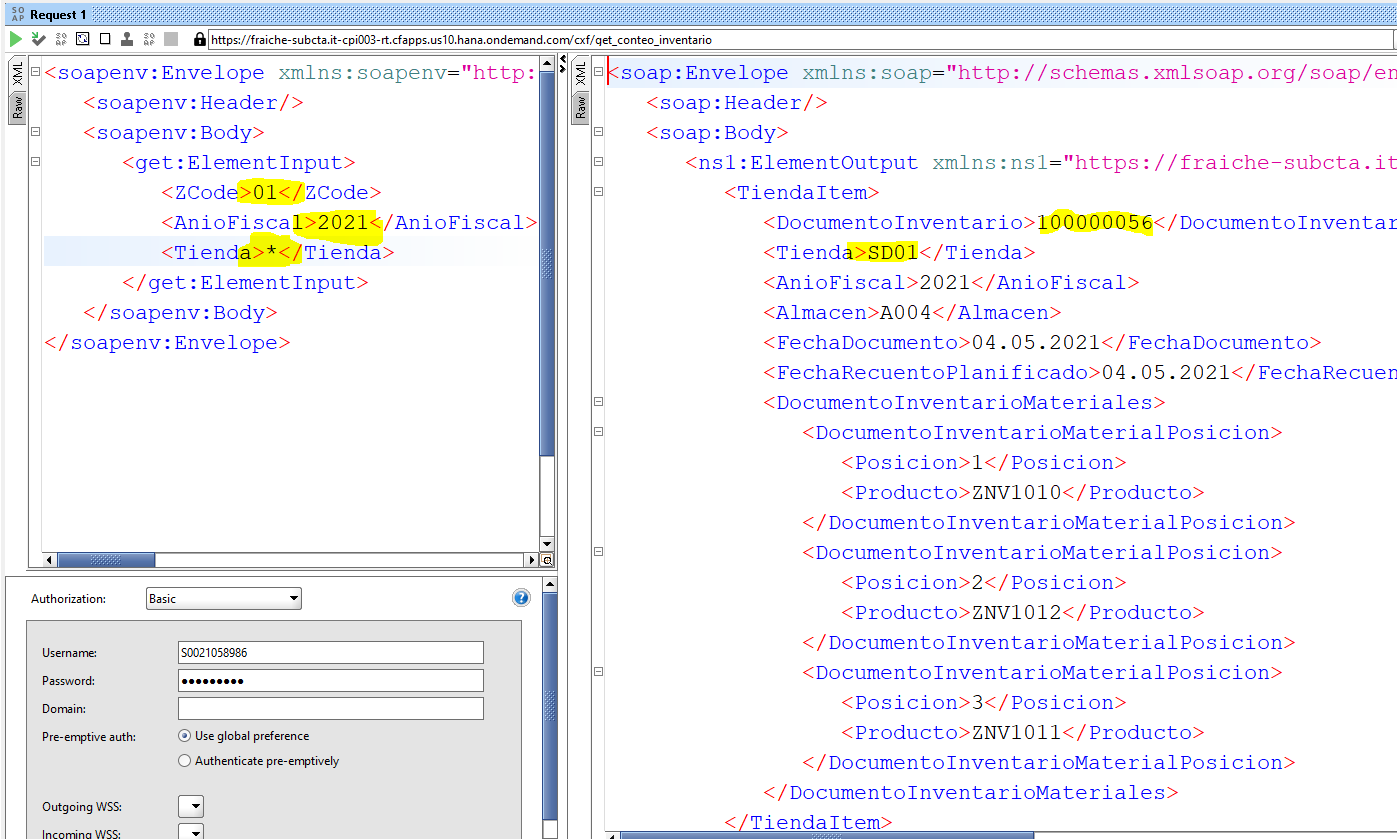 SO
AP
Request 1
SO
AP
SO
AP
https://fraiche-subcta.it-cpi003-rt.cfapps.us10.hana.ondemand.com/cxf/get_conteo_inventario
XML
Raw
<soapenv:Envelope xmlns:soapenv="http:
<soapenv:Header/>
<soapenv:Body>
<get:ElementInput>
<ZCode>01</ZCode>
<AnioFiscal>2021</AnioFiscal>
<Tienda>*</Tienda>
</get:ElementInput>
</soapenv:Body>
</soapenv:Envelope>
Authorization:
Basic
?
Username:
S0021058986
Password:
•••••••••
Domain:
Pre-emptive auth:
Use global preference
Authenticate pre-emptively
Outgoing WSS:
Incoming WSS:
XML
Raw
<soap:Envelope xmlns:soap="http://schemas.xmlsoap.org/soap/en
<soap:Header/>
<soap:Body>
<ns1:ElementOutput xmlns:ns1="https://fraiche-subcta.it
<TiendaItem>
<DocumentoInventario>100000056</DocumentoInventar
<Tienda>SD01</Tienda>
<AnioFiscal>2021</AnioFiscal>
<Almacen>A004</Almacen>
<FechaDocumento>04.05.2021</FechaDocumento>
<FechaRecuentoPlanificado>04.05.2021</FechaRecuen
<DocumentoInventarioMateriales>
<DocumentoInventarioMaterialPosicion>
<Posicion>1</Posicion>
<Producto>ZNV1010</Producto>
</DocumentoInventarioMaterialPosicion>
<DocumentoInventarioMaterialPosicion>
<Posicion>2</Posicion>
<Producto>ZNV1012</Producto>
</DocumentoInventarioMaterialPosicion>
<DocumentoInventarioMaterialPosicion>
<Posicion>3</Posicion>
<Producto>ZNV1011</Producto>
</DocumentoInventarioMaterialPosicion>
</DocumentoInventarioMateriales>
</TiendaItem>